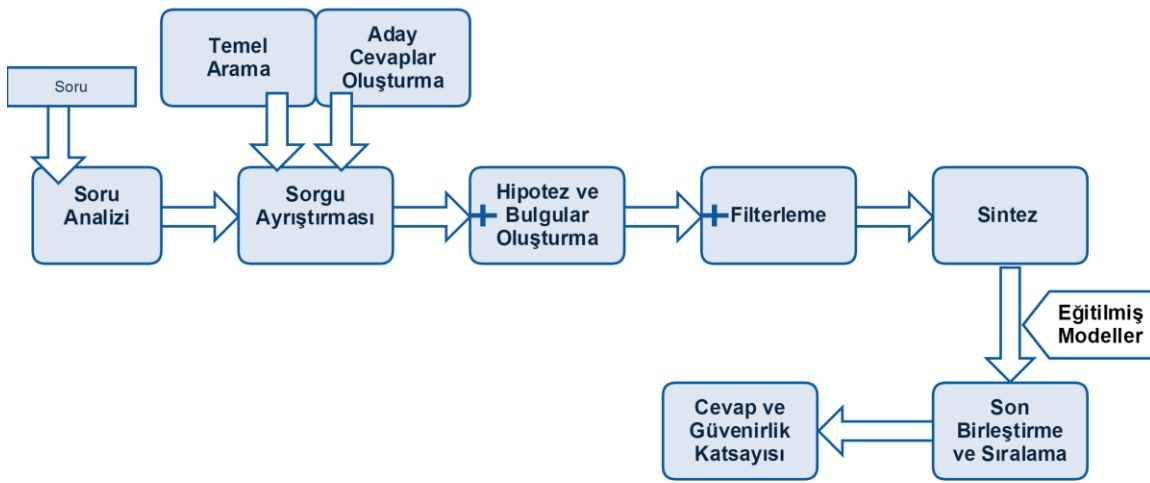 Soru
Temel
Arama
Aday
Cevaplar
Oluşturma
Soru
Analizi
Sorgu
Ayrıştırması
Hipotez ve
Bulgular
Oluşturma
Filterleme
Sintez
Eğitilmiş
Modeller
Son
Birleştirme
ve Sıralama
Cevap ve
Güvenirlik
Katsayısı